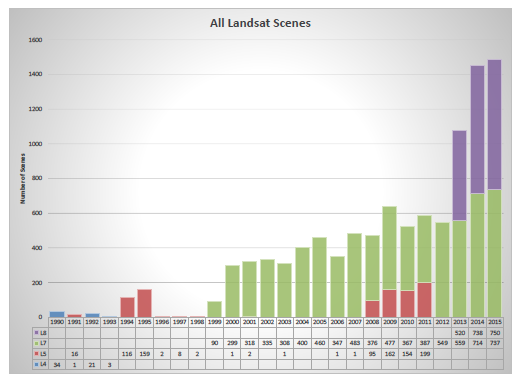 All Landsat Scenes
1600
1400
1200
1000
800
600
400
200
0
Number of Scenes
1990 1991 1992 1993 1994 1995 1996 1997 1998 1999 2000 2001 2002 2003 2004 2005 2006 2007 2008 2009 2010 2011 2012 2013 2014 2015
L8 520 738 750
L7 90 299 318 335 308 400 460 347 483 376 477 367 387 549 559 714 737
L5 16 116 159 2 8 2 1 2 1 1 1 95 162 154 199
L4 34 1 21 3